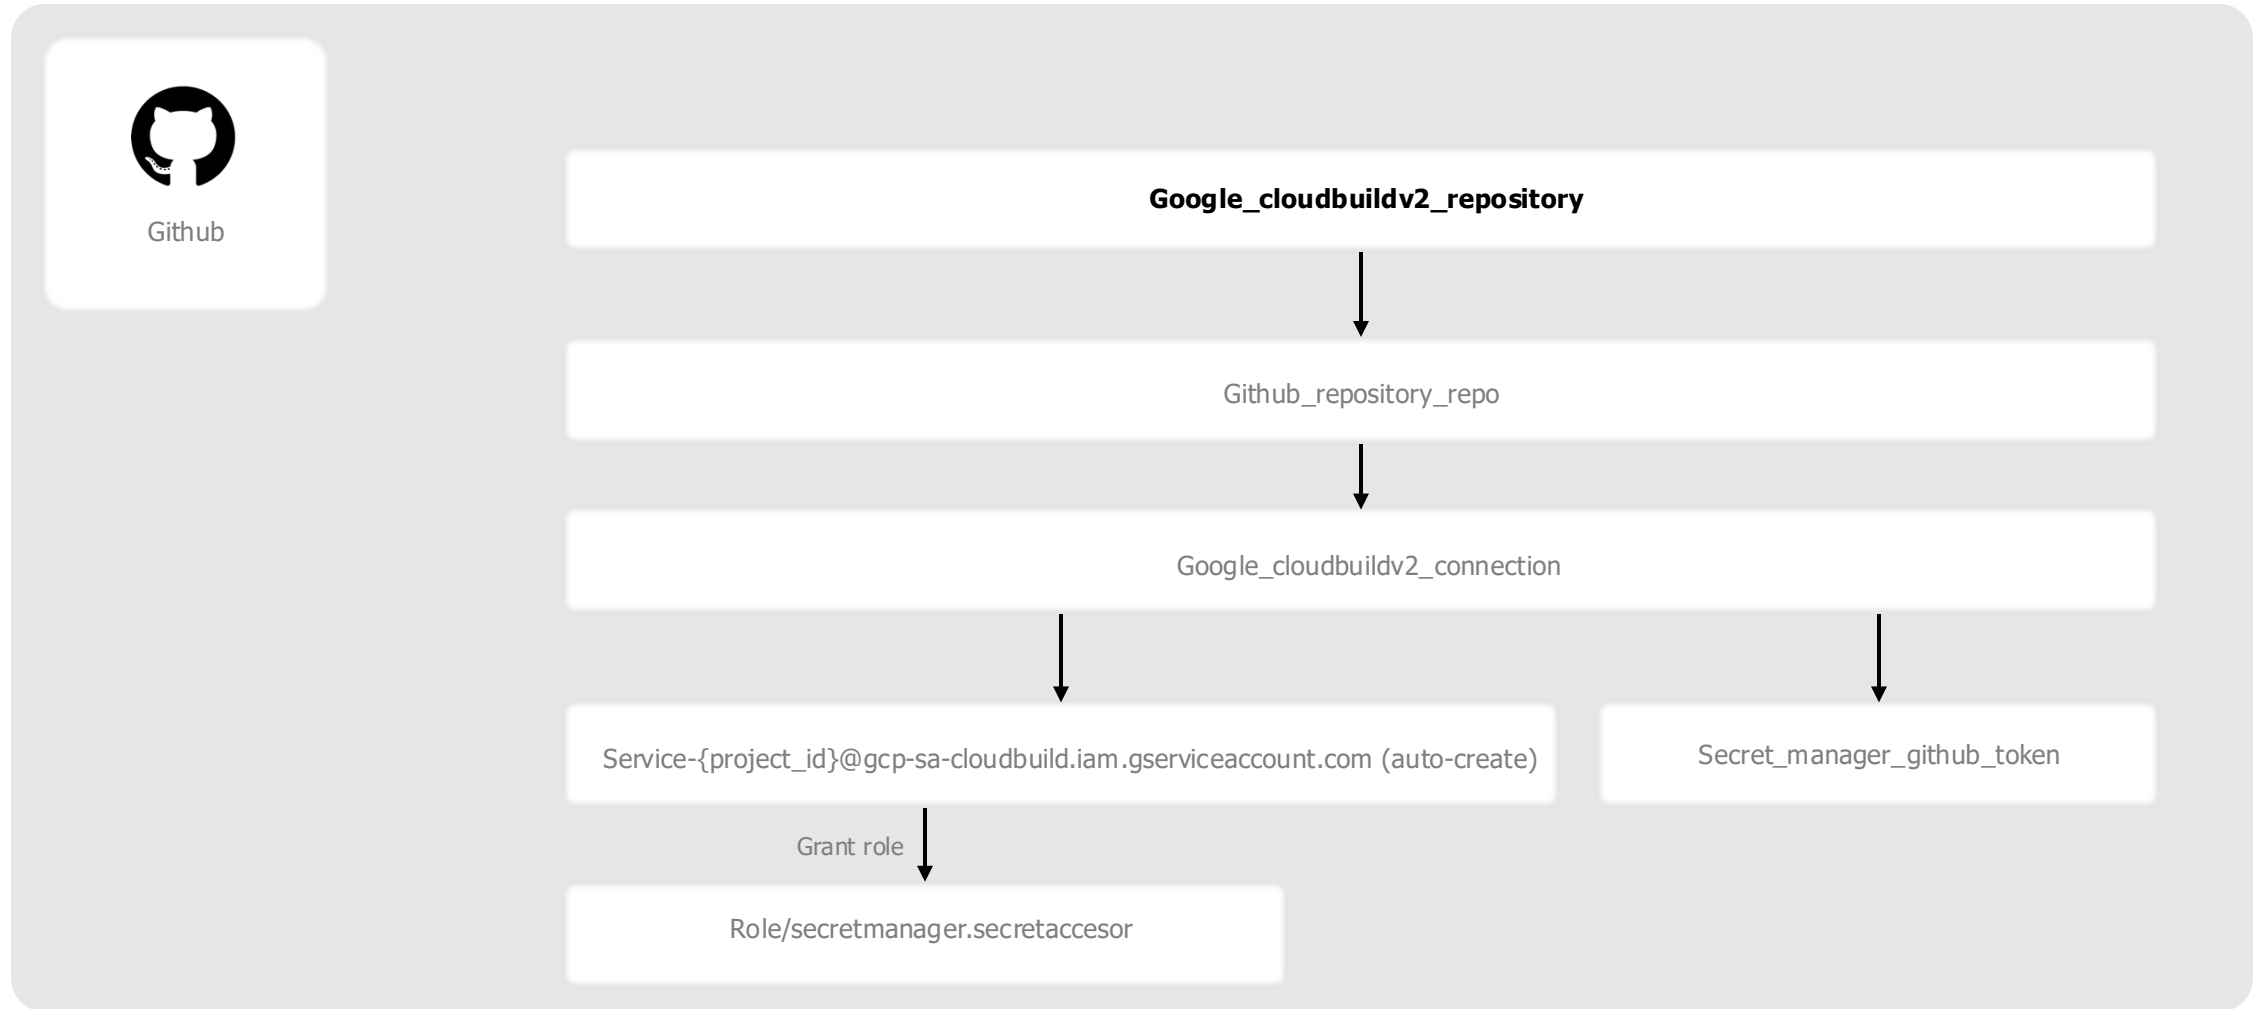 Github
Google_cloudbuildv2_repository
Github_repository_repo
Google_cloudbuildv2_connection
Service-{project_id}@gcp-sa-cloudbuild.iam.gserviceaccount.com (auto-create)
Secret_manager_github_token
Grant role
Role/secretmanager.secretaccesor